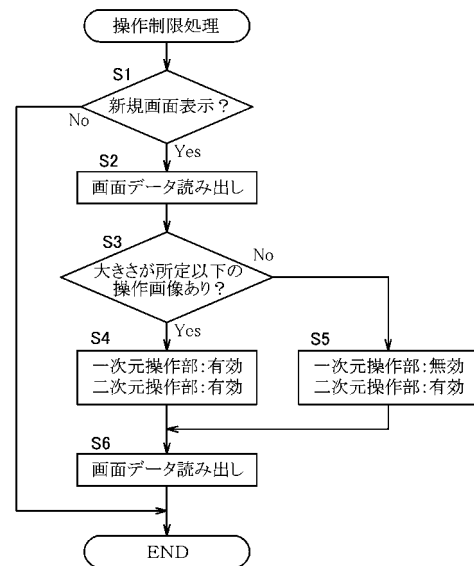 操作制限処理
S1
新規画面表示？
No
Yes
S2
画面データ読み出し
S3
大きさが所定以下の
操作画像あり？
No
Yes
S4
一次元操作部：有効
二次元操作部：有効
S5
一次元操作部：無効
二次元操作部：有効
S6
画面データ読み出し
END